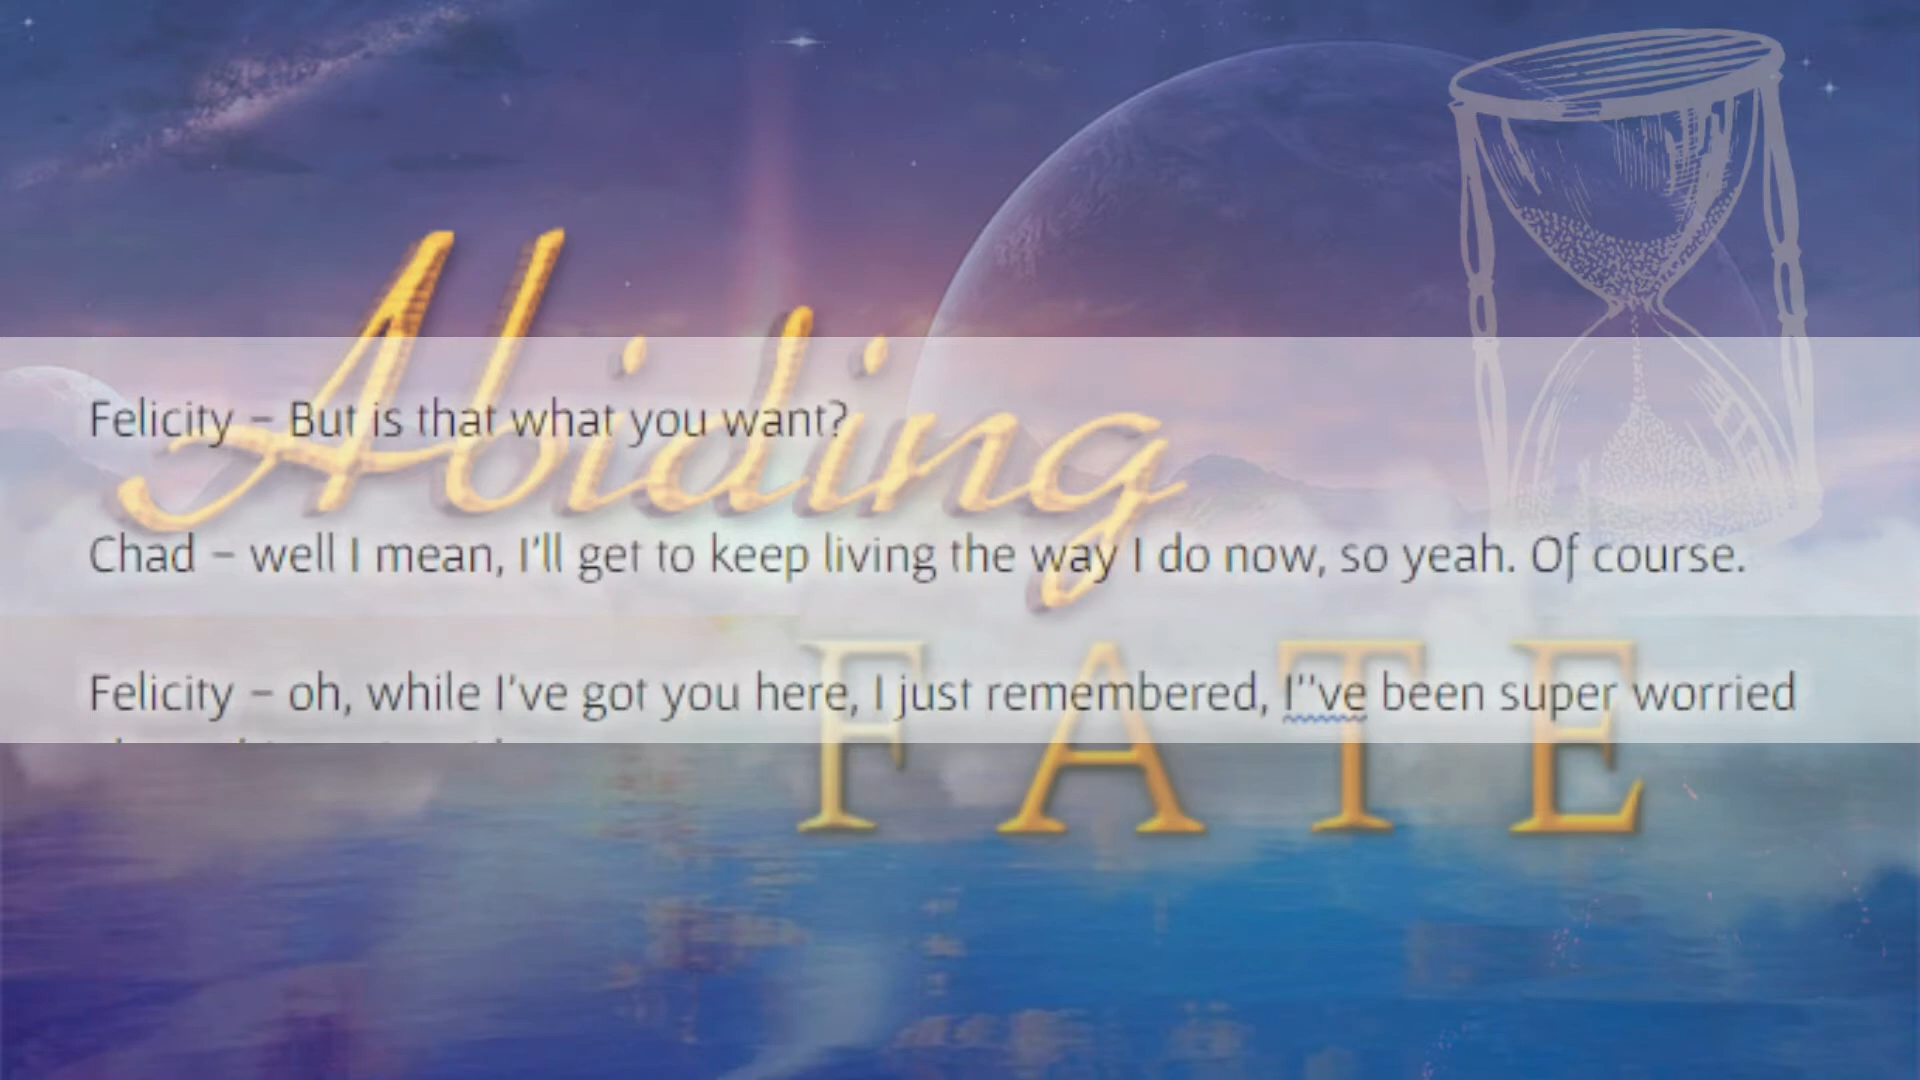 Abiding
FATE
Felicity – But is that what you want?
Chad – well I mean, I'll get to keep living the way I do now, so yeah. Of course.
Felicity – oh, while I've got you here, I just remembered, I''ve been super worried